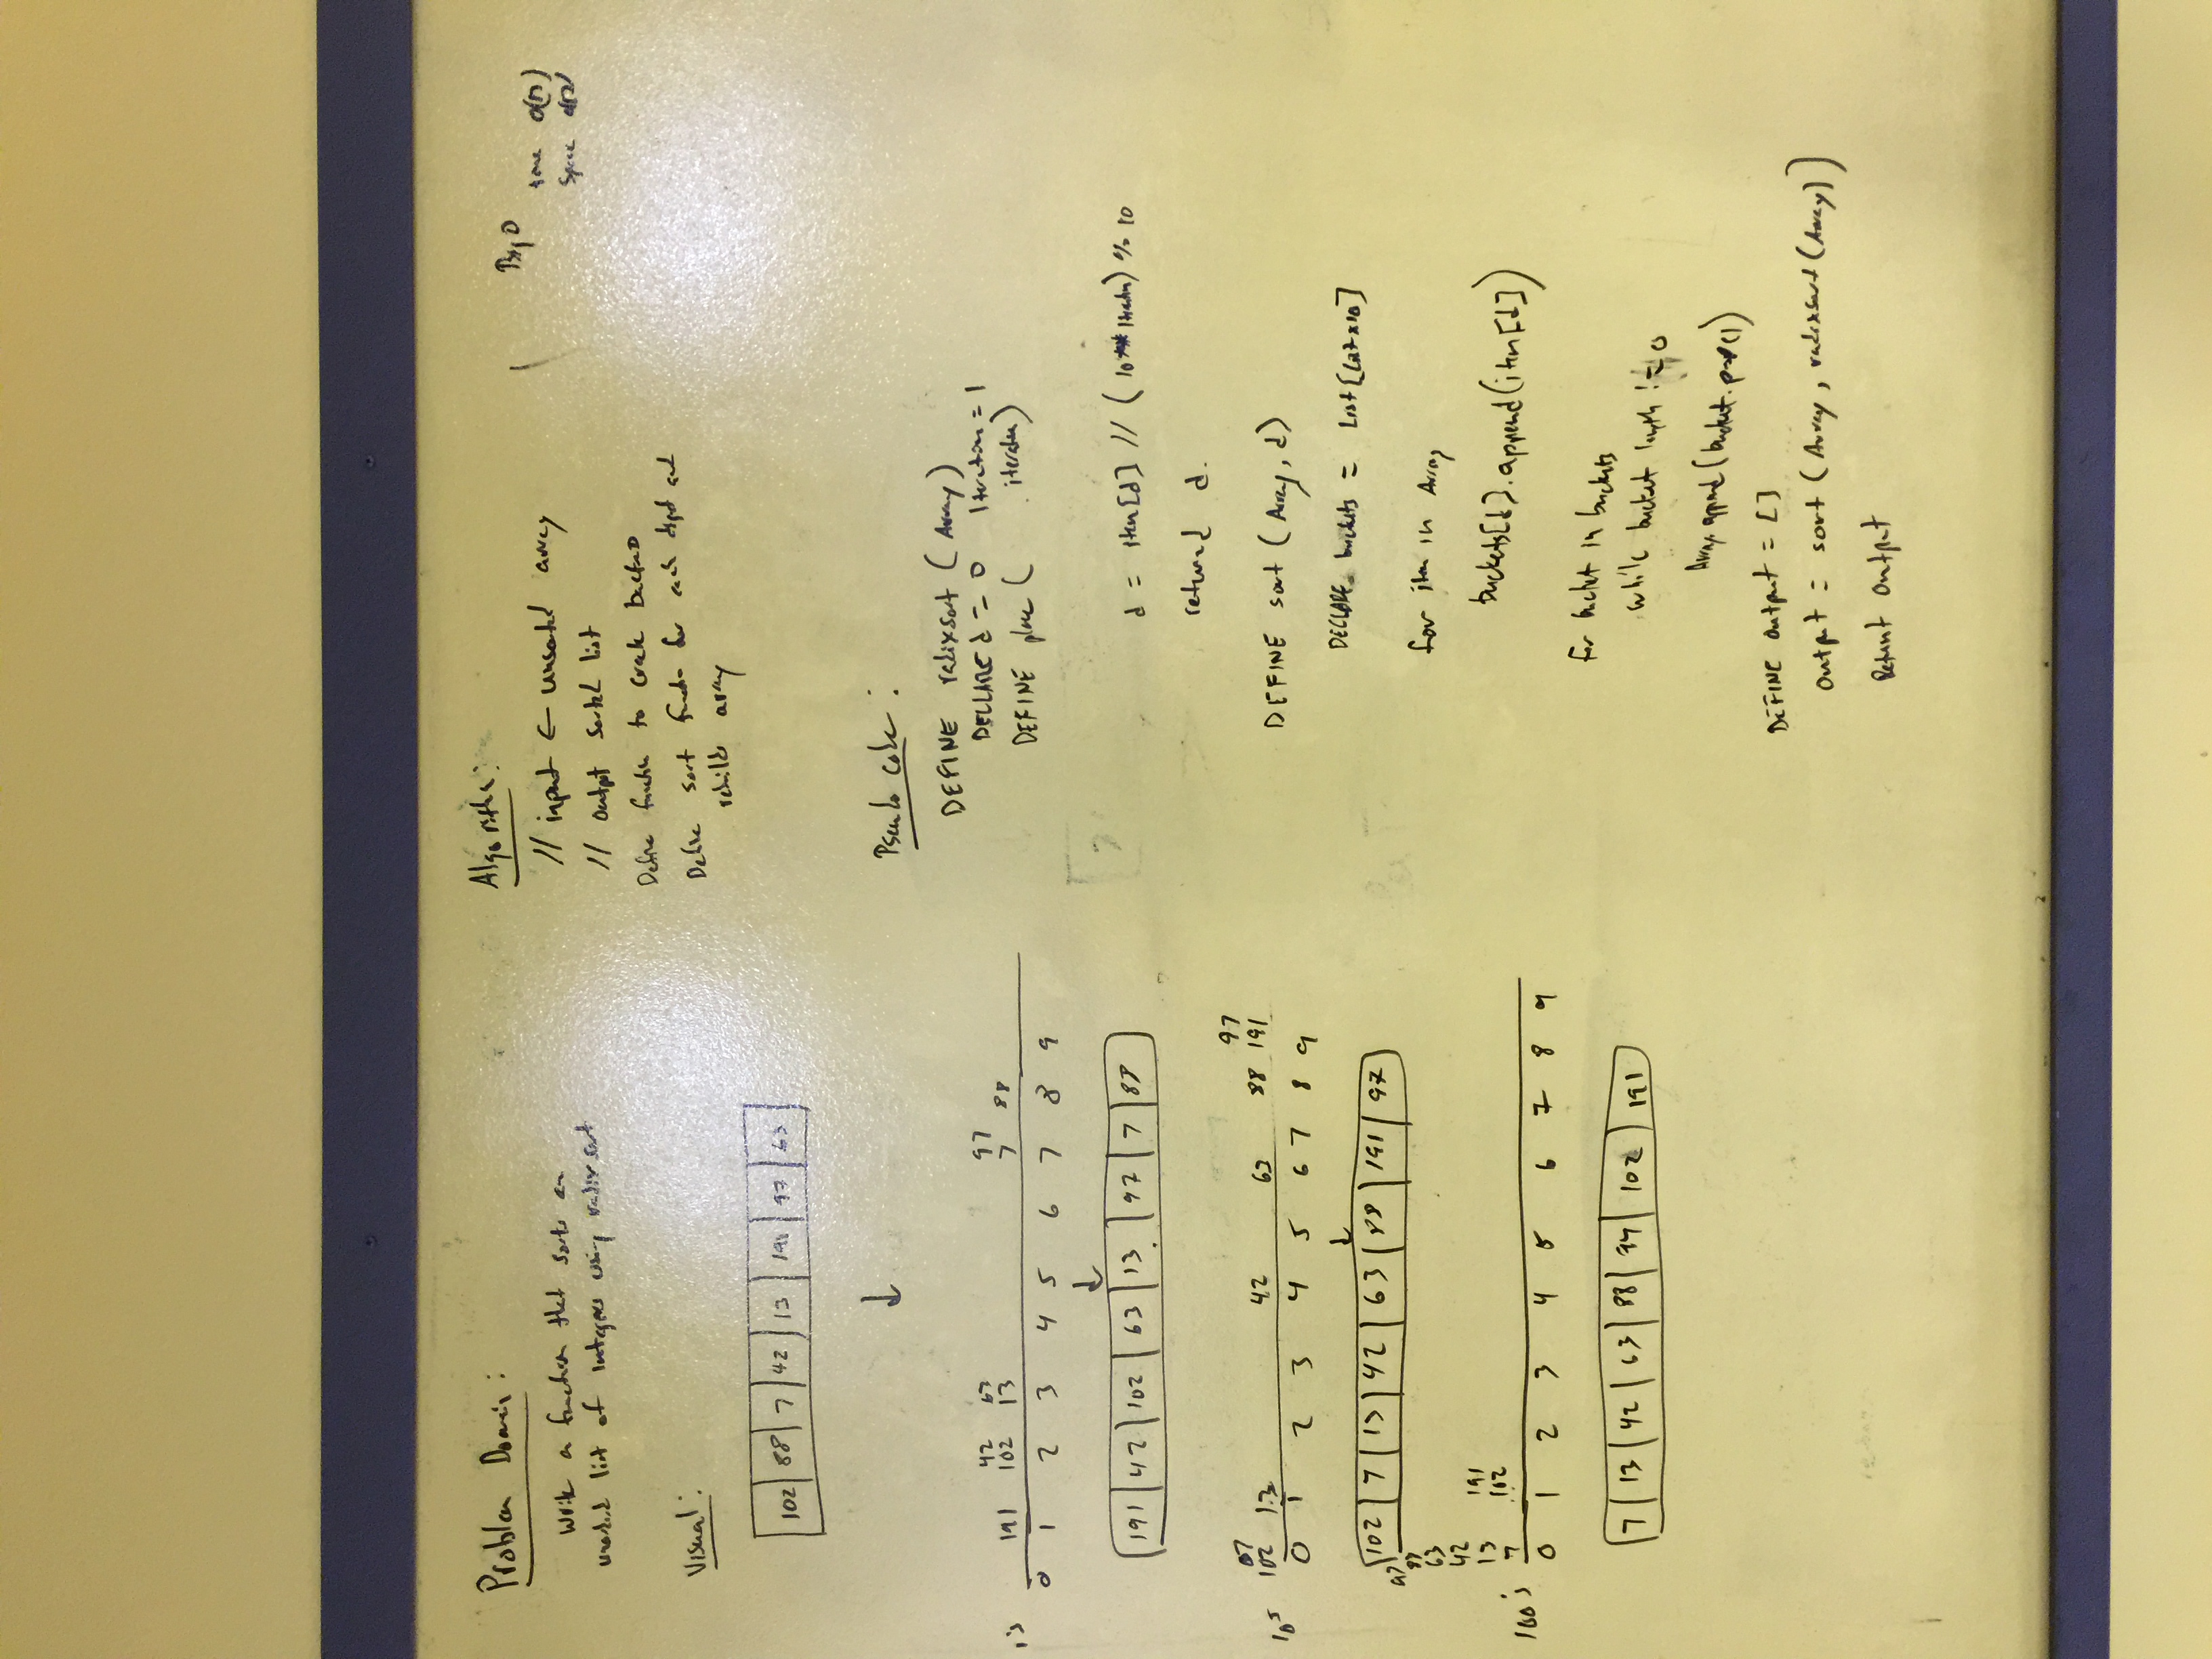 Problem Domain:
Write a function that sorts an
unsorted list of integers using radix sort
Visual:
102 88 7 42 13 191 97 63
↓
42 63 97
1's 191 102 13 7 88
0 1 2 3 4 5 6 7 8 9
↓
191 42 102 63 13 97 7 88
07 97
10's 102 13 42 63 88 191
0 1 2 3 4 5 6 7 8 9
↓
102 7 13 42 63 88 191 97
97
88
63
42
13 191
7 102
100's
0 1 2 3 4 5 6 7 8 9
7 13 42 63 88 97 102 191
Algorithm:
// input ← unsorted array
// output sorted list
Define function to create buckets
Define sort function for each digit and
rebuilds array
Big O
time O(n)
Space
Pseudo code:
DEFINE radixsort ( Array)
DECLARE d = 0 Iteration = 1
DEFINE place ( iteration)
d = item[d] // (10** Iteration) % 10
returned d.
DEFINE sort ( Array, d)
DECLARE buckets = List[List x 10]
for item in Array
buckets[d].append(item[d])
For bucket in buckets
while bucket length != 0
Array.append(bucket.pop())
DEFINE output = []
output = sort ( Array, radixsort (Array))
Return output